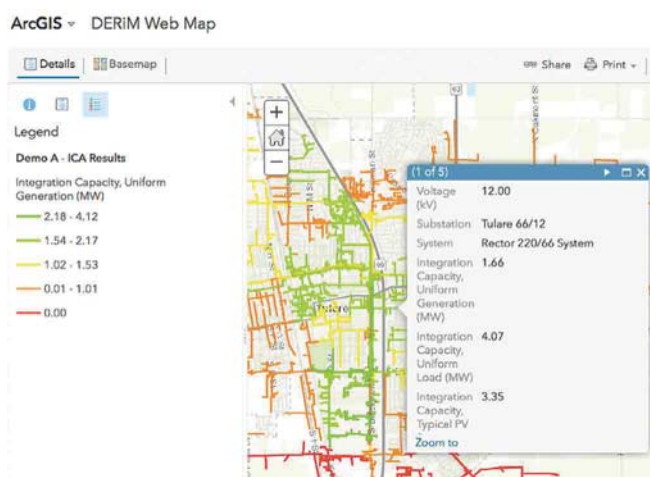 ArcGIS DERiM Web Map
Details Basemap Share Print
Legend
Demo A - ICA Results
Integration Capacity, Uniform
Generation (MW)
2.18 - 4.12
1.54 - 2.17
1.02 - 1.53
0.01 - 1.01
0.00
+
−
Tulare
(1 of 5)
Voltage 12.00
(kV)
Substation Tulare 66/12
System Rector 220/66 System
Integration 1.66
Capacity,
Uniform
Generation
(MW)
Integration 4.07
Capacity,
Uniform
Load (MW)
Integration 3.35
Capacity,
Typical PV
Zoom to